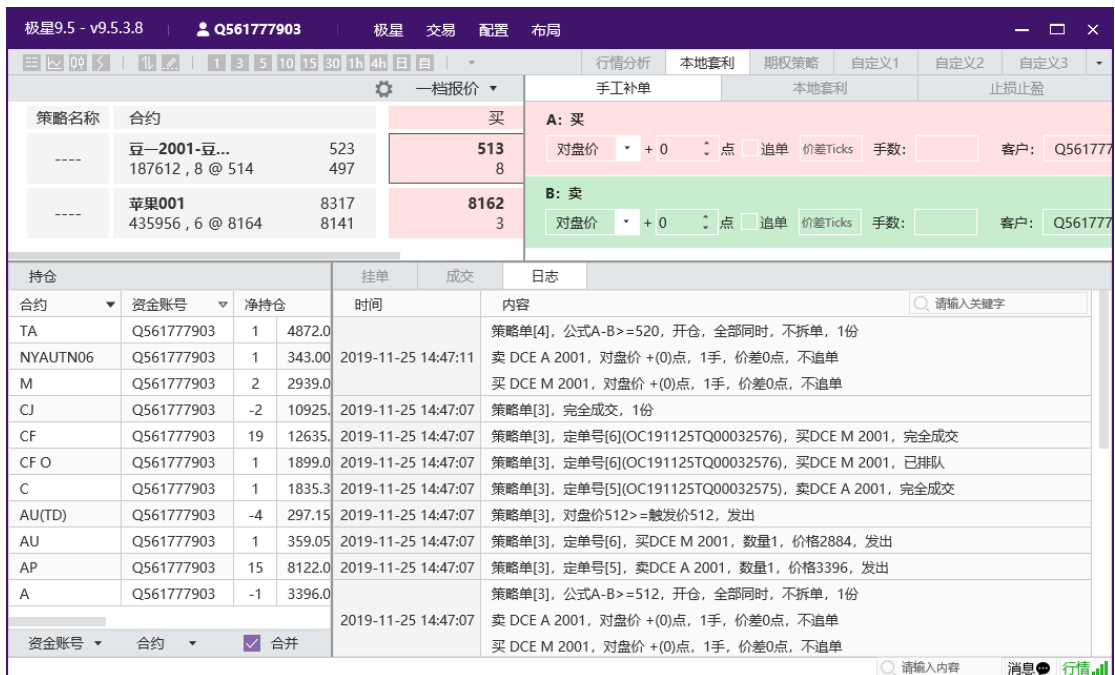 极星9.5 - v9.5.3.8 Q561777903 极星 交易 配置 布局
1 3 5 10 15 30 1h 4h 日 自 行情分析 本地套利 期权策略 自定义1 自定义2 自定义3
一档报价 手工补单 本地套利 止损止盈
策略名称 合约 买
---- 豆一2001-豆... 523 513
187612 , 8 @ 514 497 8
---- 苹果001 8317 8162
435956 , 6 @ 8164 8141 3
A: 买
对盘价 + 0 点 追单 价差Ticks 手数: 客户: Q561777
B: 卖
对盘价 + 0 点 追单 价差Ticks 手数: 客户: Q561777
持仓
合约 资金账号 净持仓
TA Q561777903 1 4872.0
NYAUTN06 Q561777903 1 343.00
M Q561777903 2 2939.0
CJ Q561777903 -2 10925.
CF Q561777903 19 12635.
CF O Q561777903 1 1899.0
C Q561777903 1 1835.3
AU(TD) Q561777903 -4 297.15
AU Q561777903 1 359.05
AP Q561777903 15 8122.0
A Q561777903 -1 3396.0
资金账号 合约 合并
挂单 成交 日志
时间 内容 请输入关键字
策略单[4]，公式A-B>=520，开仓，全部同时，不拆单，1份
2019-11-25 14:47:11 卖 DCE A 2001，对盘价 +(0)点，1手，价差0点，不追单
买 DCE M 2001，对盘价 +(0)点，1手，价差0点，不追单
2019-11-25 14:47:07 策略单[3]，完全成交，1份
2019-11-25 14:47:07 策略单[3]，定单号[6](OC191125TQ00032576)，买DCE M 2001，完全成交
2019-11-25 14:47:07 策略单[3]，定单号[6](OC191125TQ00032576)，买DCE M 2001，已排队
2019-11-25 14:47:07 策略单[3]，定单号[5](OC191125TQ00032575)，卖DCE A 2001，完全成交
2019-11-25 14:47:07 策略单[3]，对盘价512>=触发价512，发出
2019-11-25 14:47:07 策略单[3]，定单号[6]，买DCE M 2001，数量1，价格2884，发出
2019-11-25 14:47:07 策略单[3]，定单号[5]，卖DCE A 2001，数量1，价格3396，发出
策略单[3]，公式A-B>=512，开仓，全部同时，不拆单，1份
2019-11-25 14:47:07 卖 DCE A 2001，对盘价 +(0)点，1手，价差0点，不追单
买 DCE M 2001，对盘价 +(0)点，1手，价差0点，不追单
请输入内容 消息 行情